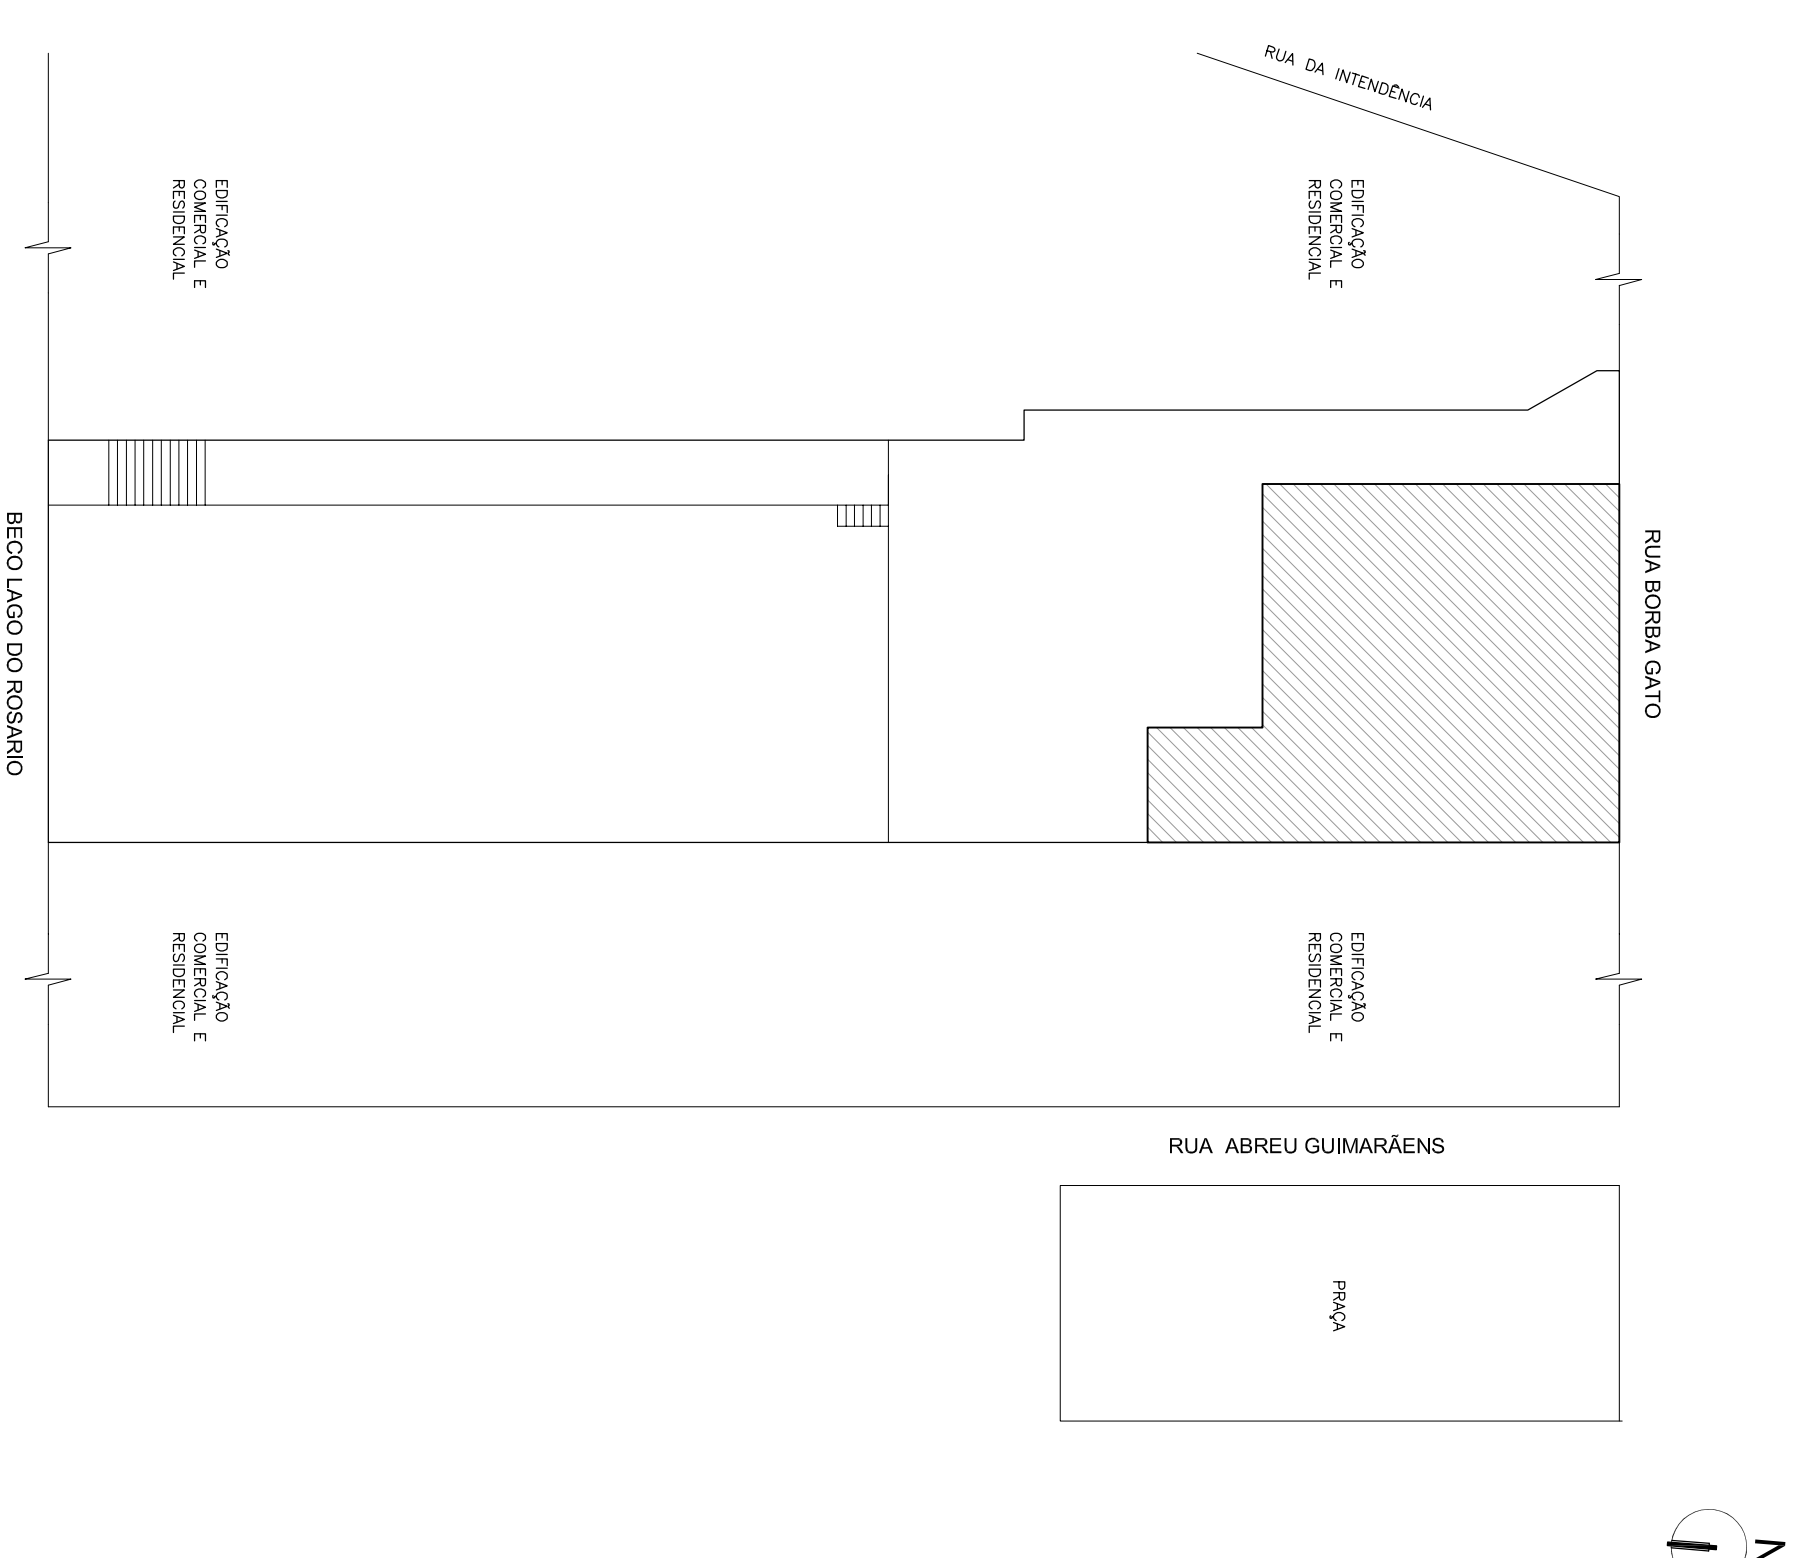 RUA DA INTENDÊNCIA
EDIFICAÇÃO
COMERCIAL E
RESIDENCIAL
EDIFICAÇÃO
COMERCIAL E
RESIDENCIAL
BECO LAGO DO ROSARIO
RUA BORBA GATO
EDIFICAÇÃO
COMERCIAL E
RESIDENCIAL
EDIFICAÇÃO
COMERCIAL E
RESIDENCIAL
RUA ABREU GUIMARÃENS
PRAÇA
N